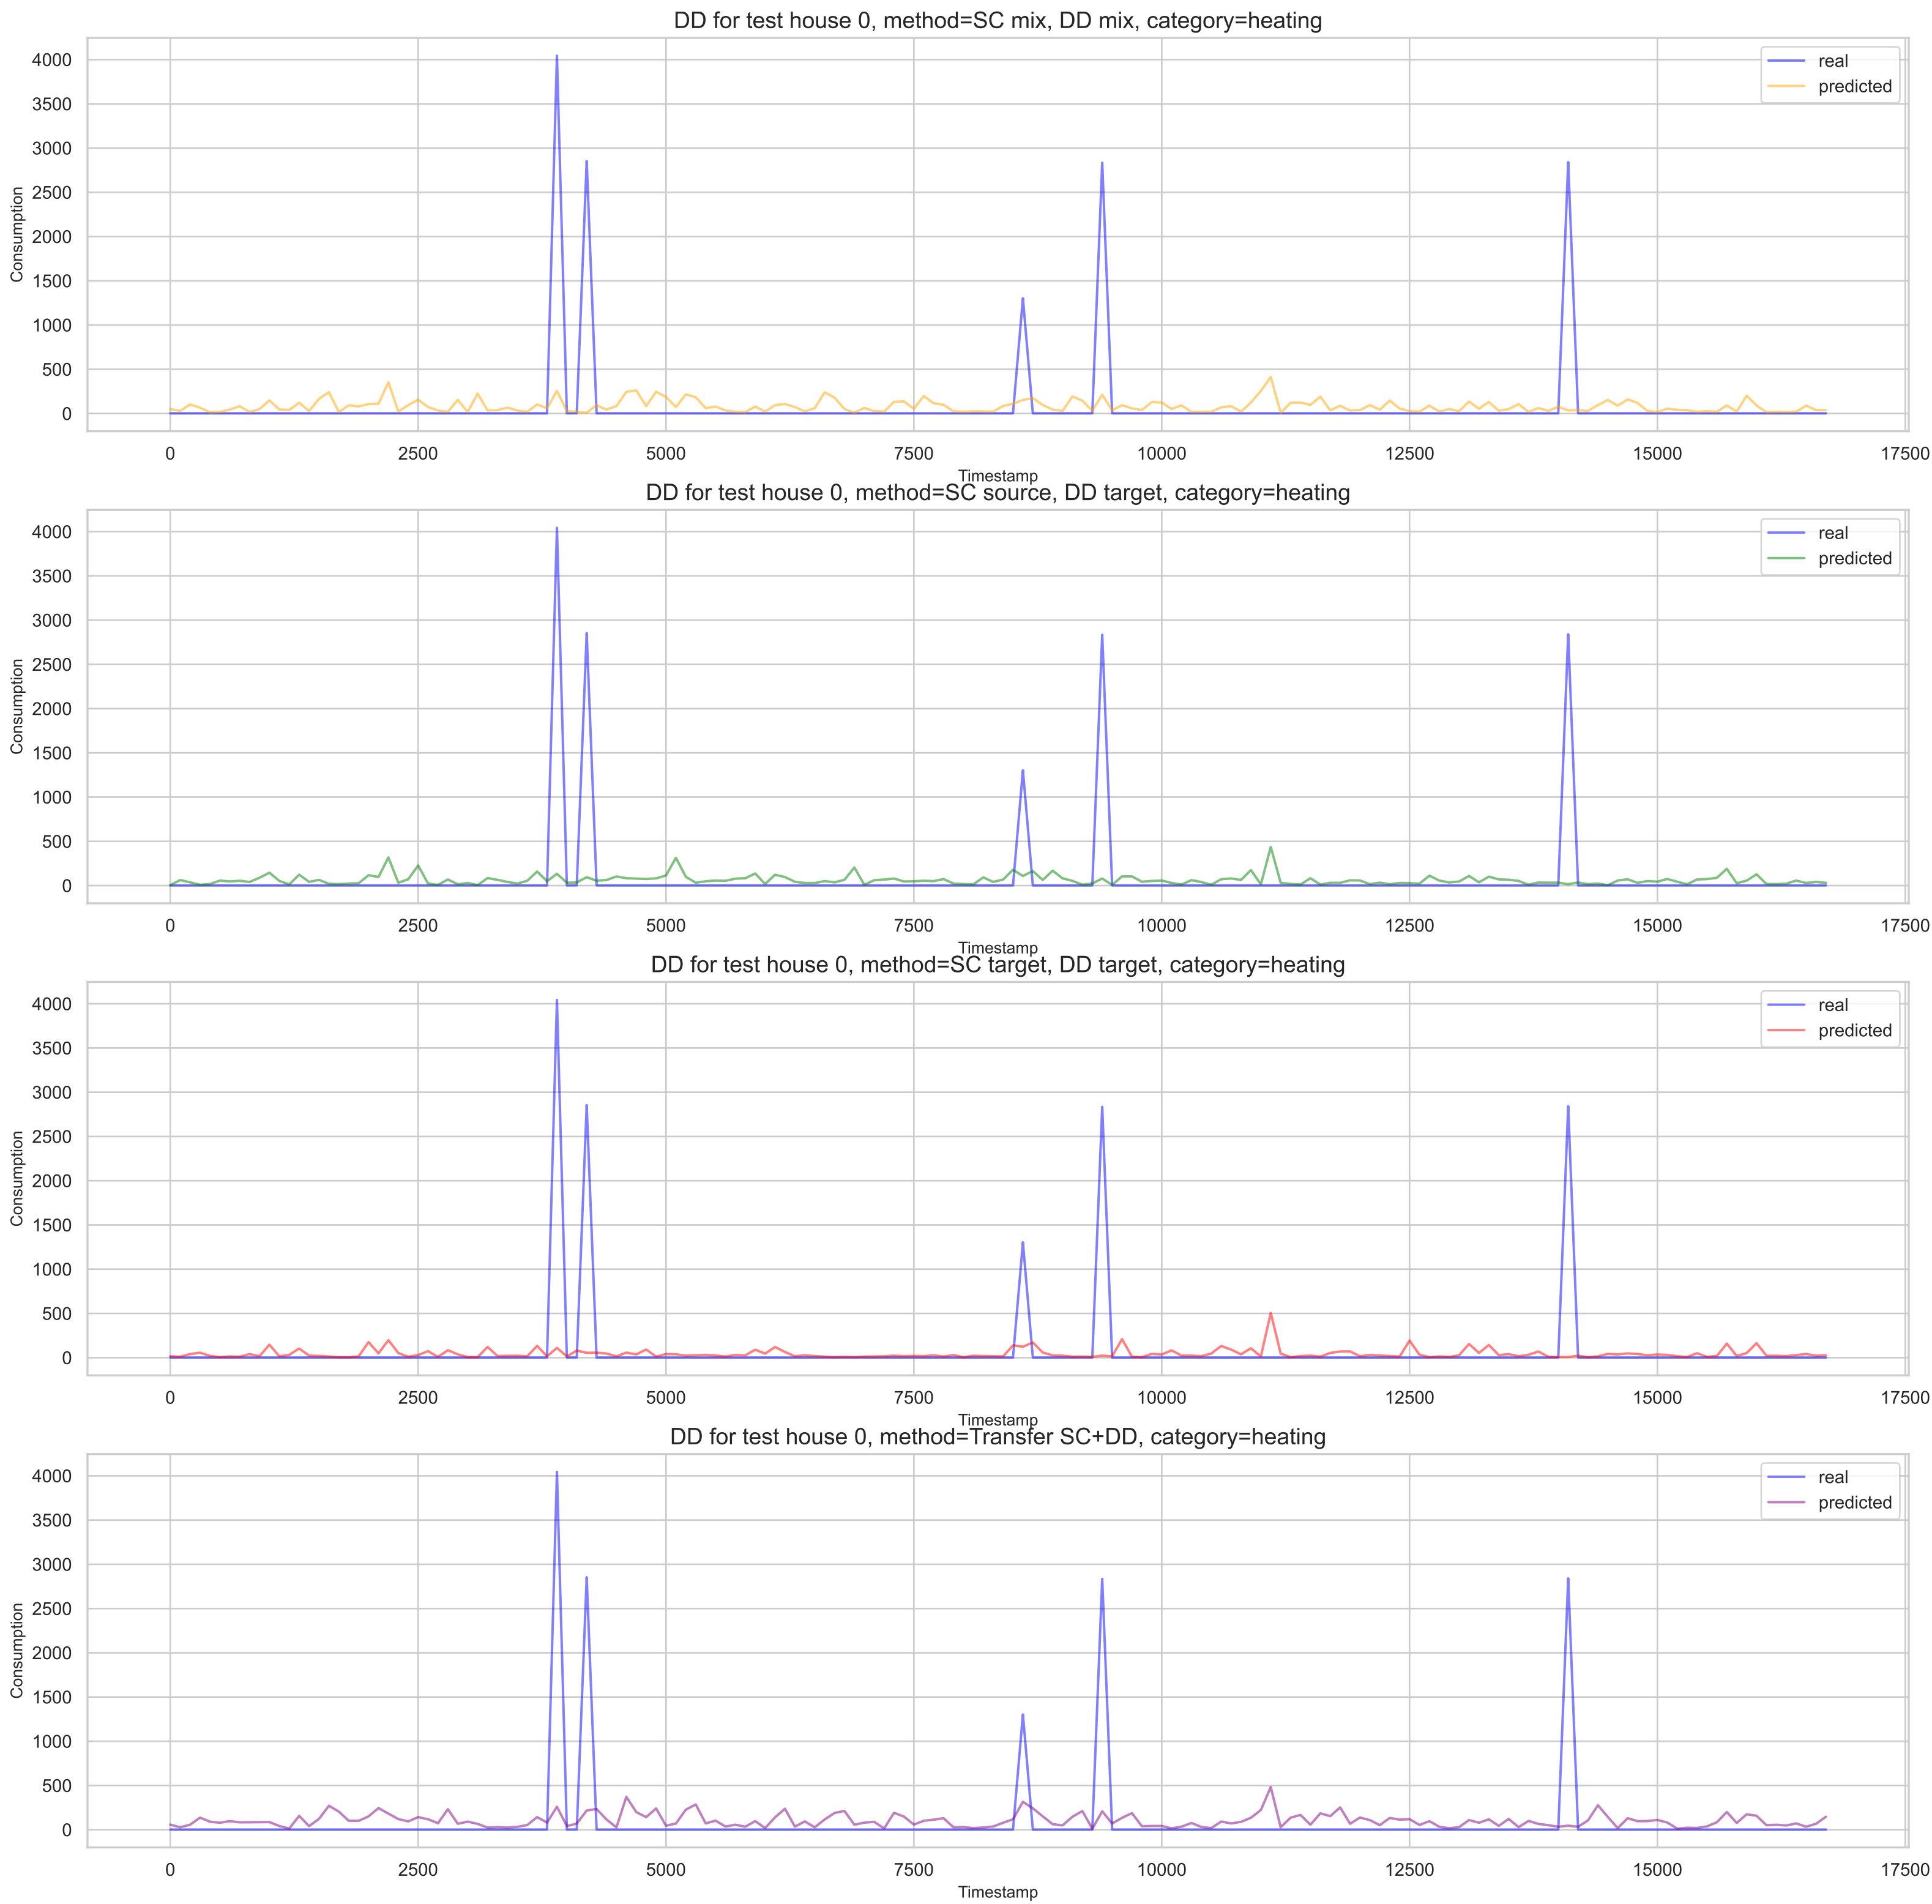 DD for test house 0, method=SC mix, DD mix, category=heating
real
predicted
4000
3500
3000
2500
2000
1500
1000
500
0
Consumption
0 2500 5000 7500 10000 12500 15000 17500
Timestamp
DD for test house 0, method=SC source, DD target, category=heating
real
predicted
4000
3500
3000
2500
2000
1500
1000
500
0
Consumption
0 2500 5000 7500 10000 12500 15000 17500
Timestamp
DD for test house 0, method=SC target, DD target, category=heating
real
predicted
4000
3500
3000
2500
2000
1500
1000
500
0
Consumption
0 2500 5000 7500 10000 12500 15000 17500
Timestamp
DD for test house 0, method=Transfer SC+DD, category=heating
real
predicted
4000
3500
3000
2500
2000
1500
1000
500
0
Consumption
0 2500 5000 7500 10000 12500 15000 17500
Timestamp